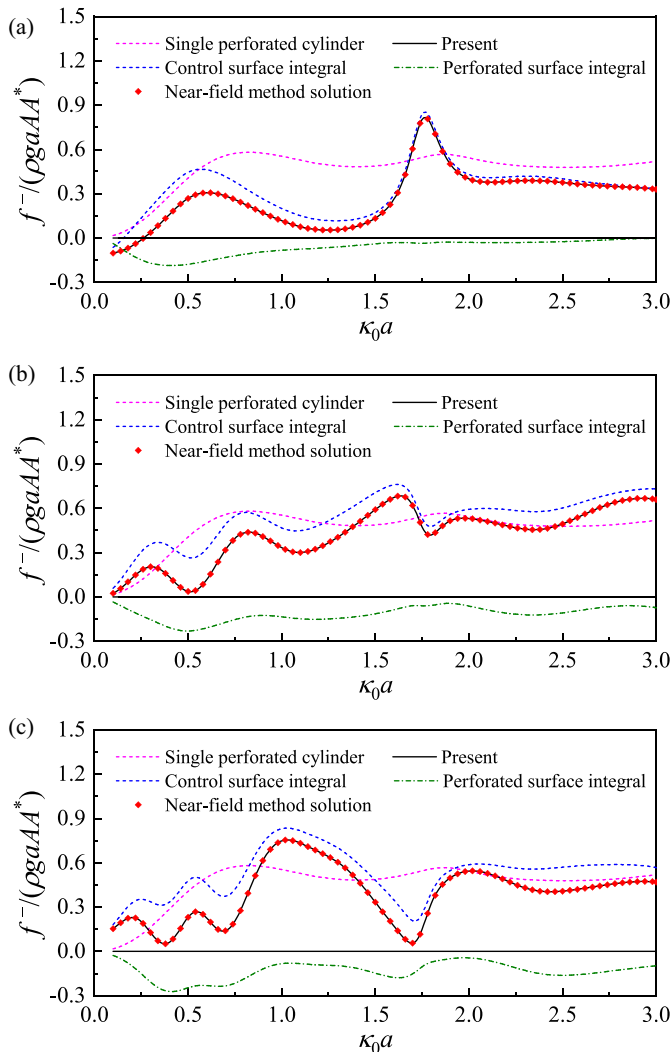 (a)
1.5
1.2
0.9
0.6
0.3
0.0
-0.3
f⁻/(ρgaAA*)
Single perforated cylinder
Present
Control surface integral
Perforated surface integral
Near-field method solution
0.0 0.5 1.0 1.5 2.0 2.5 3.0
κ₀a
(b)
1.5
1.2
0.9
0.6
0.3
0.0
-0.3
f⁻/(ρgaAA*)
Single perforated cylinder
Present
Control surface integral
Perforated surface integral
Near-field method solution
0.0 0.5 1.0 1.5 2.0 2.5 3.0
κ₀a
(c)
1.5
1.2
0.9
0.6
0.3
0.0
-0.3
f⁻/(ρgaAA*)
Single perforated cylinder
Present
Control surface integral
Perforated surface integral
Near-field method solution
0.0 0.5 1.0 1.5 2.0 2.5 3.0
κ₀a